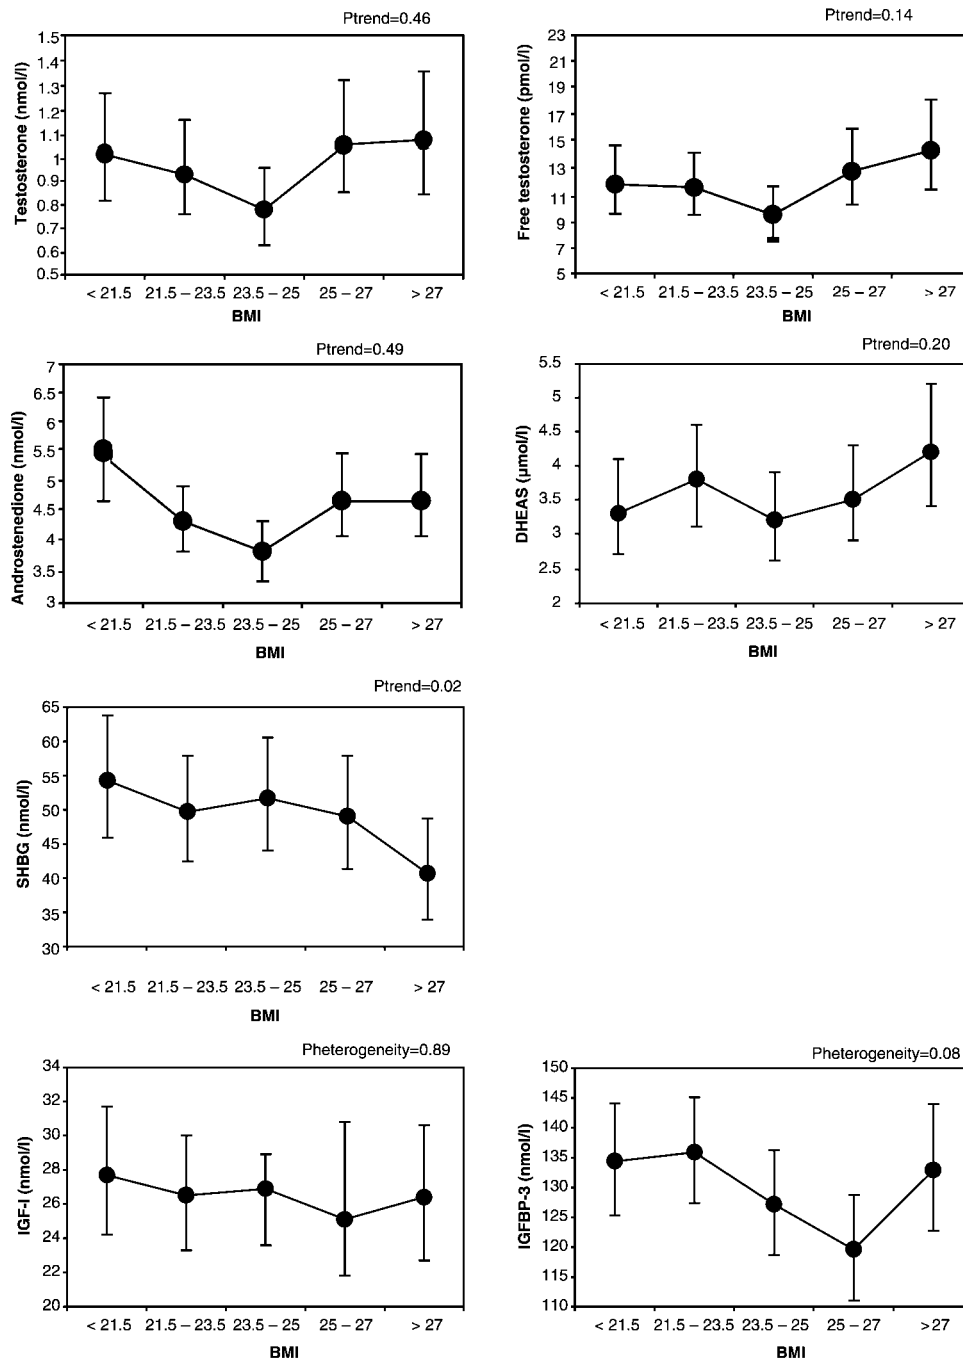 Ptrend=0.46
Testosterone (nmol/l)
1.5
1.4
1.3
1.2
1.1
1
0.9
0.8
0.7
0.6
0.5
< 21.5 21.5 – 23.5 23.5 – 25 25 – 27 > 27
BMI
Ptrend=0.14
Free testosterone (pmol/l)
23
21
19
17
15
13
11
9
7
5
< 21.5 21.5 – 23.5 23.5 – 25 25 – 27 > 27
BMI
Ptrend=0.49
Androstenedione (nmol/l)
7
6.5
6
5.5
5
4.5
4
3.5
3
< 21.5 21.5 – 23.5 23.5 – 25 25 – 27 > 27
BMI
Ptrend=0.20
DHEAS (µmol/l)
5.5
5
4.5
4
3.5
3
2.5
2
< 21.5 21.5 – 23.5 23.5 – 25 25 – 27 > 27
BMI
Ptrend=0.02
SHBG (nmol/l)
65
60
55
50
45
40
35
30
< 21.5 21.5 – 23.5 23.5 – 25 25 – 27 > 27
BMI
Pheterogeneity=0.89
IGF-I (nmol/l)
34
32
30
28
26
24
22
20
< 21.5 21.5 – 23.5 23.5 – 25 25 – 27 > 27
BMI
Pheterogeneity=0.08
IGFBP-3 (nmol/l)
150
145
140
135
130
125
120
115
110
< 21.5 21.5 – 23.5 23.5 – 25 25 – 27 >27
BMI